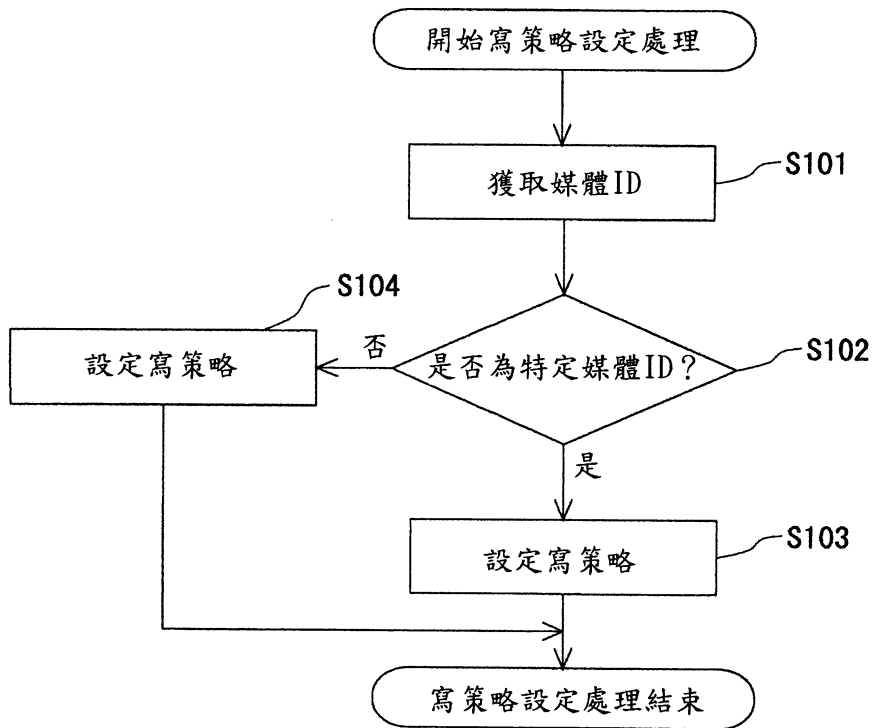 開始寫策略設定處理
獲取媒體ID
S101
S104
設定寫策略
否
是否為特定媒體ID？
S102
是
設定寫策略
S103
寫策略設定處理結束